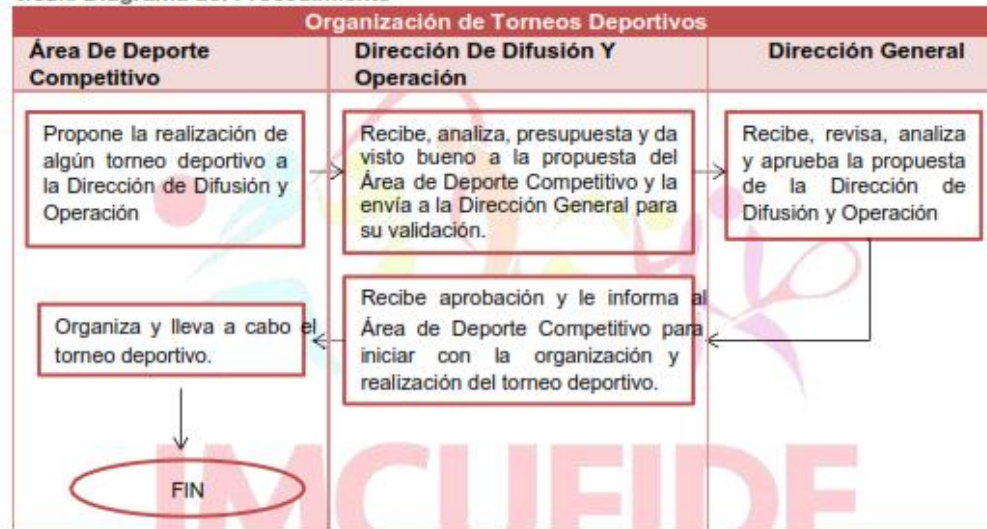 Organización de Torneos Deportivos
Área De Deporte
Competitivo
Dirección De Difusión Y
Operación
Dirección General
Propone la realización de
algún torneo deportivo a
la Dirección de Difusión y
Operación
Recibe, analiza, presupuesta y da
visto bueno a la propuesta del
Área de Deporte Competitivo y la
envía a la Dirección General para
su validación.
Recibe, revisa, analiza
y aprueba la propuesta
de la Dirección de
Difusión y Operación
Organiza y lleva a cabo el
torneo deportivo.
Recibe aprobación y le informa al
Área de Deporte Competitivo para
iniciar con la organización y
realización del torneo deportivo.
FIN
IMCUFIDE